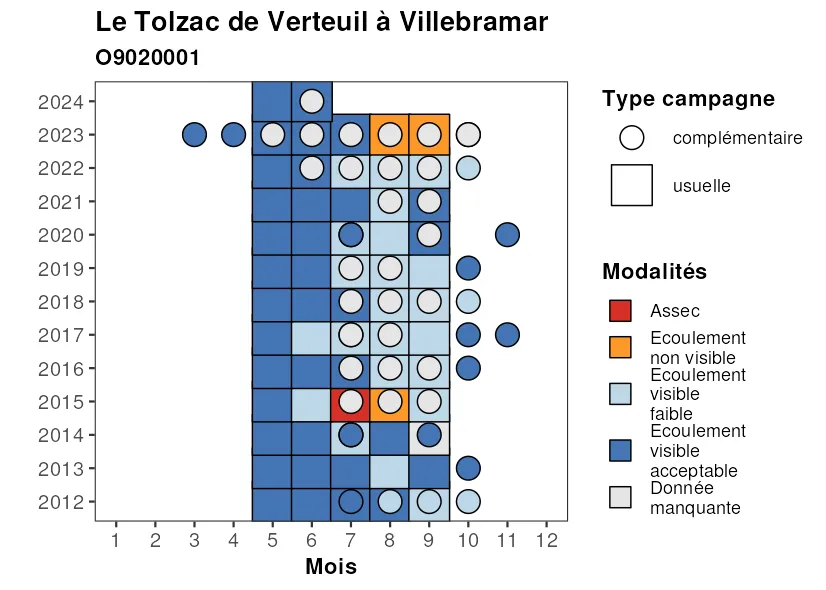 Le Tolzac de Verteuil à Villebramar
O9020001
2024
2023
2022
2021
2020
2019
2018
2017
2016
2015
2014
2013
2012
1 2 3 4 5 6 7 8 9 10 11 12
Mois
Type campagne
complémentaire
usuelle
Modalités
Assec
Ecoulement
non visible
Ecoulement
visible
faible
Ecoulement
visible
acceptable
Donnée
manquante